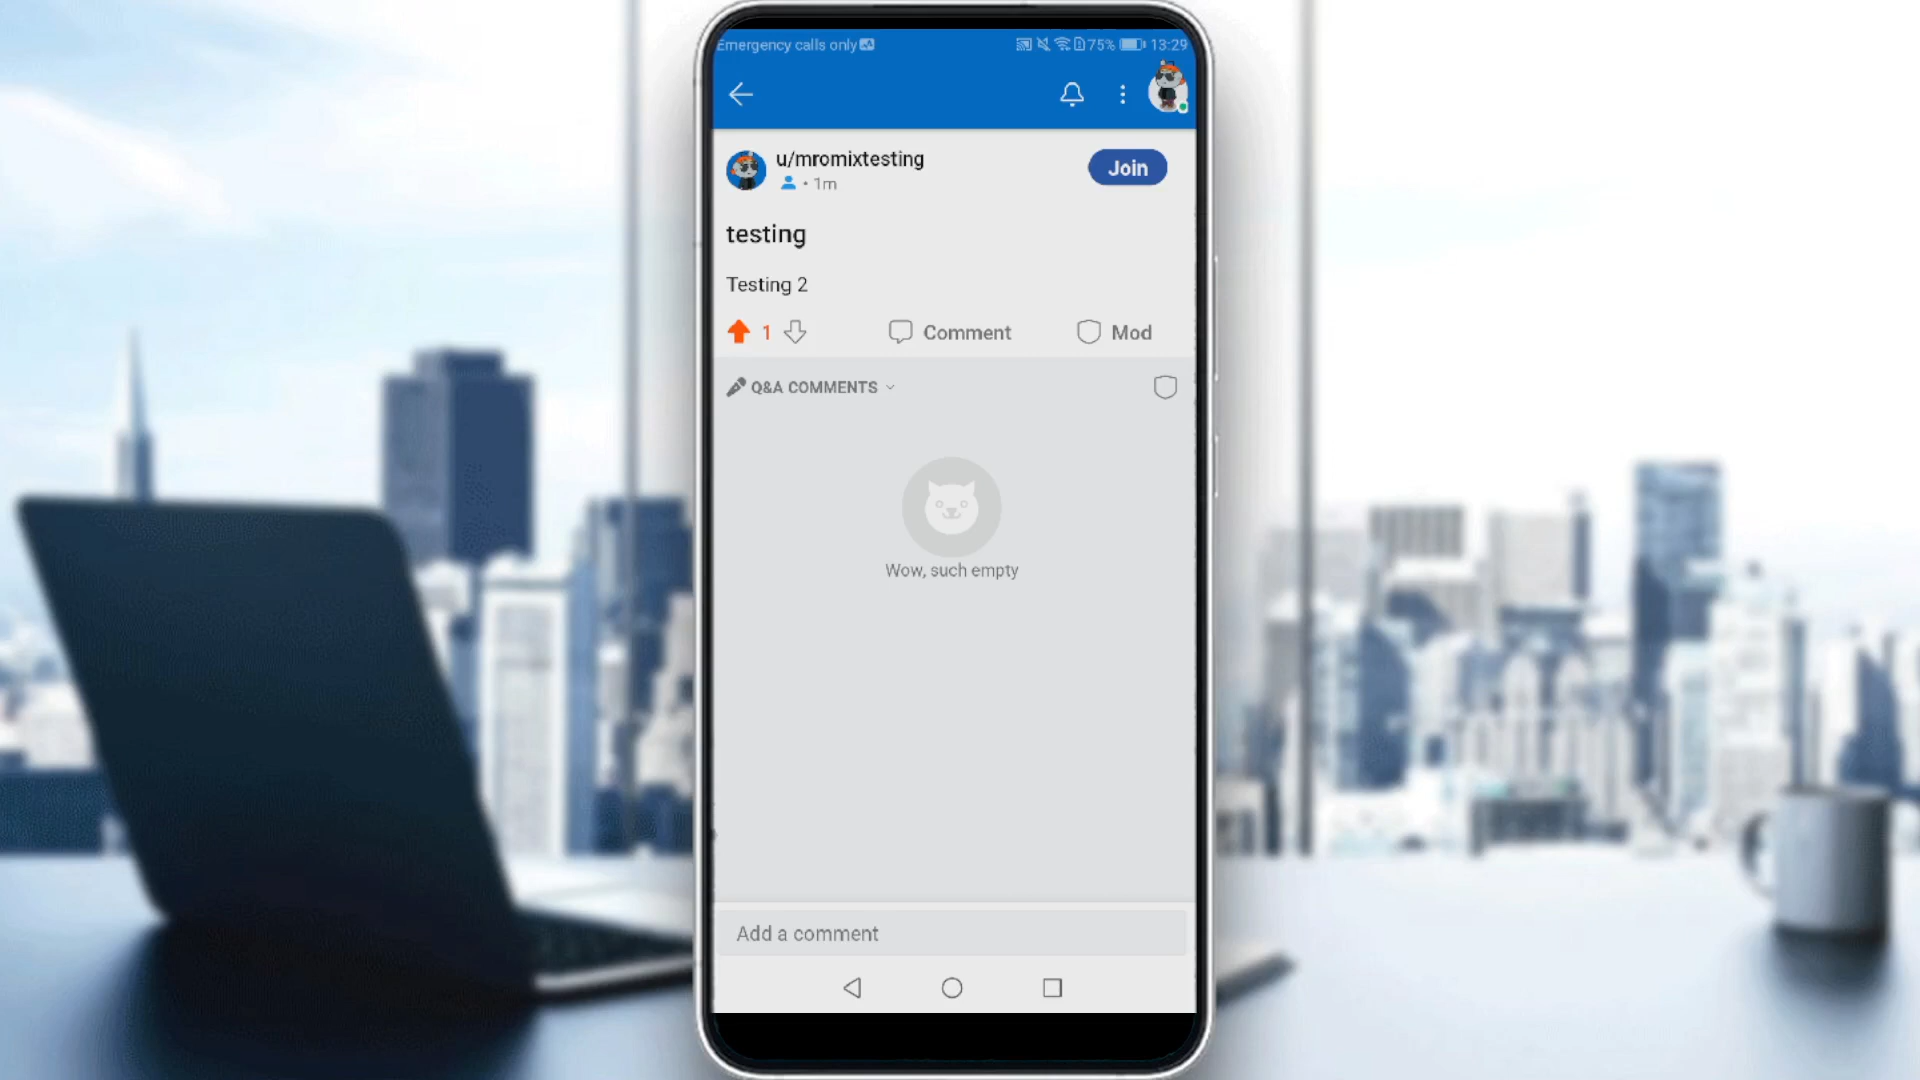 Emergency calls only 75% 13:29
u/mromixtesting
• 1m
Join
testing
Testing 2
1 Comment Mod
Q&A COMMENTS
Wow, such empty
Add a comment